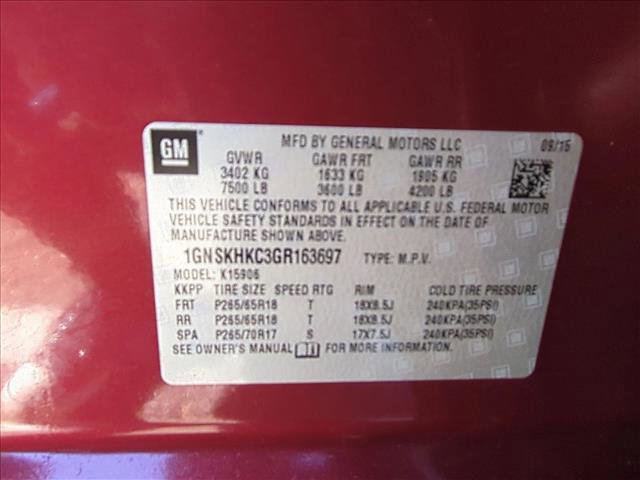 GM
MFD BY GENERAL MOTORS LLC 09/15
GVWR GAWR FRT GAWR RR
3402 KG 1633 KG 1905 KG
7500 LB 3600 LB 4200 LB
THIS VEHICLE CONFORMS TO ALL APPLICABLE U.S. FEDERAL MOTOR
VEHICLE SAFETY STANDARDS IN EFFECT ON THE DATE OF
MANUFACTURE SHOWN ABOVE.
1GNSKHKC3GR163697 TYPE: M.P.V.
MODEL: K15906
KKPP TIRE SIZE SPEED RTG RIM COLD TIRE PRESSURE
FRT P265/65R18 T 18X8.5J 240KPA(35PSI)
RR P265/65R18 T 18X8.5J 240KPA(35PSI)
SPA P265/70R17 S 17X7.5J 240KPA(35PSI)
SEE OWNER'S MANUAL FOR MORE INFORMATION.